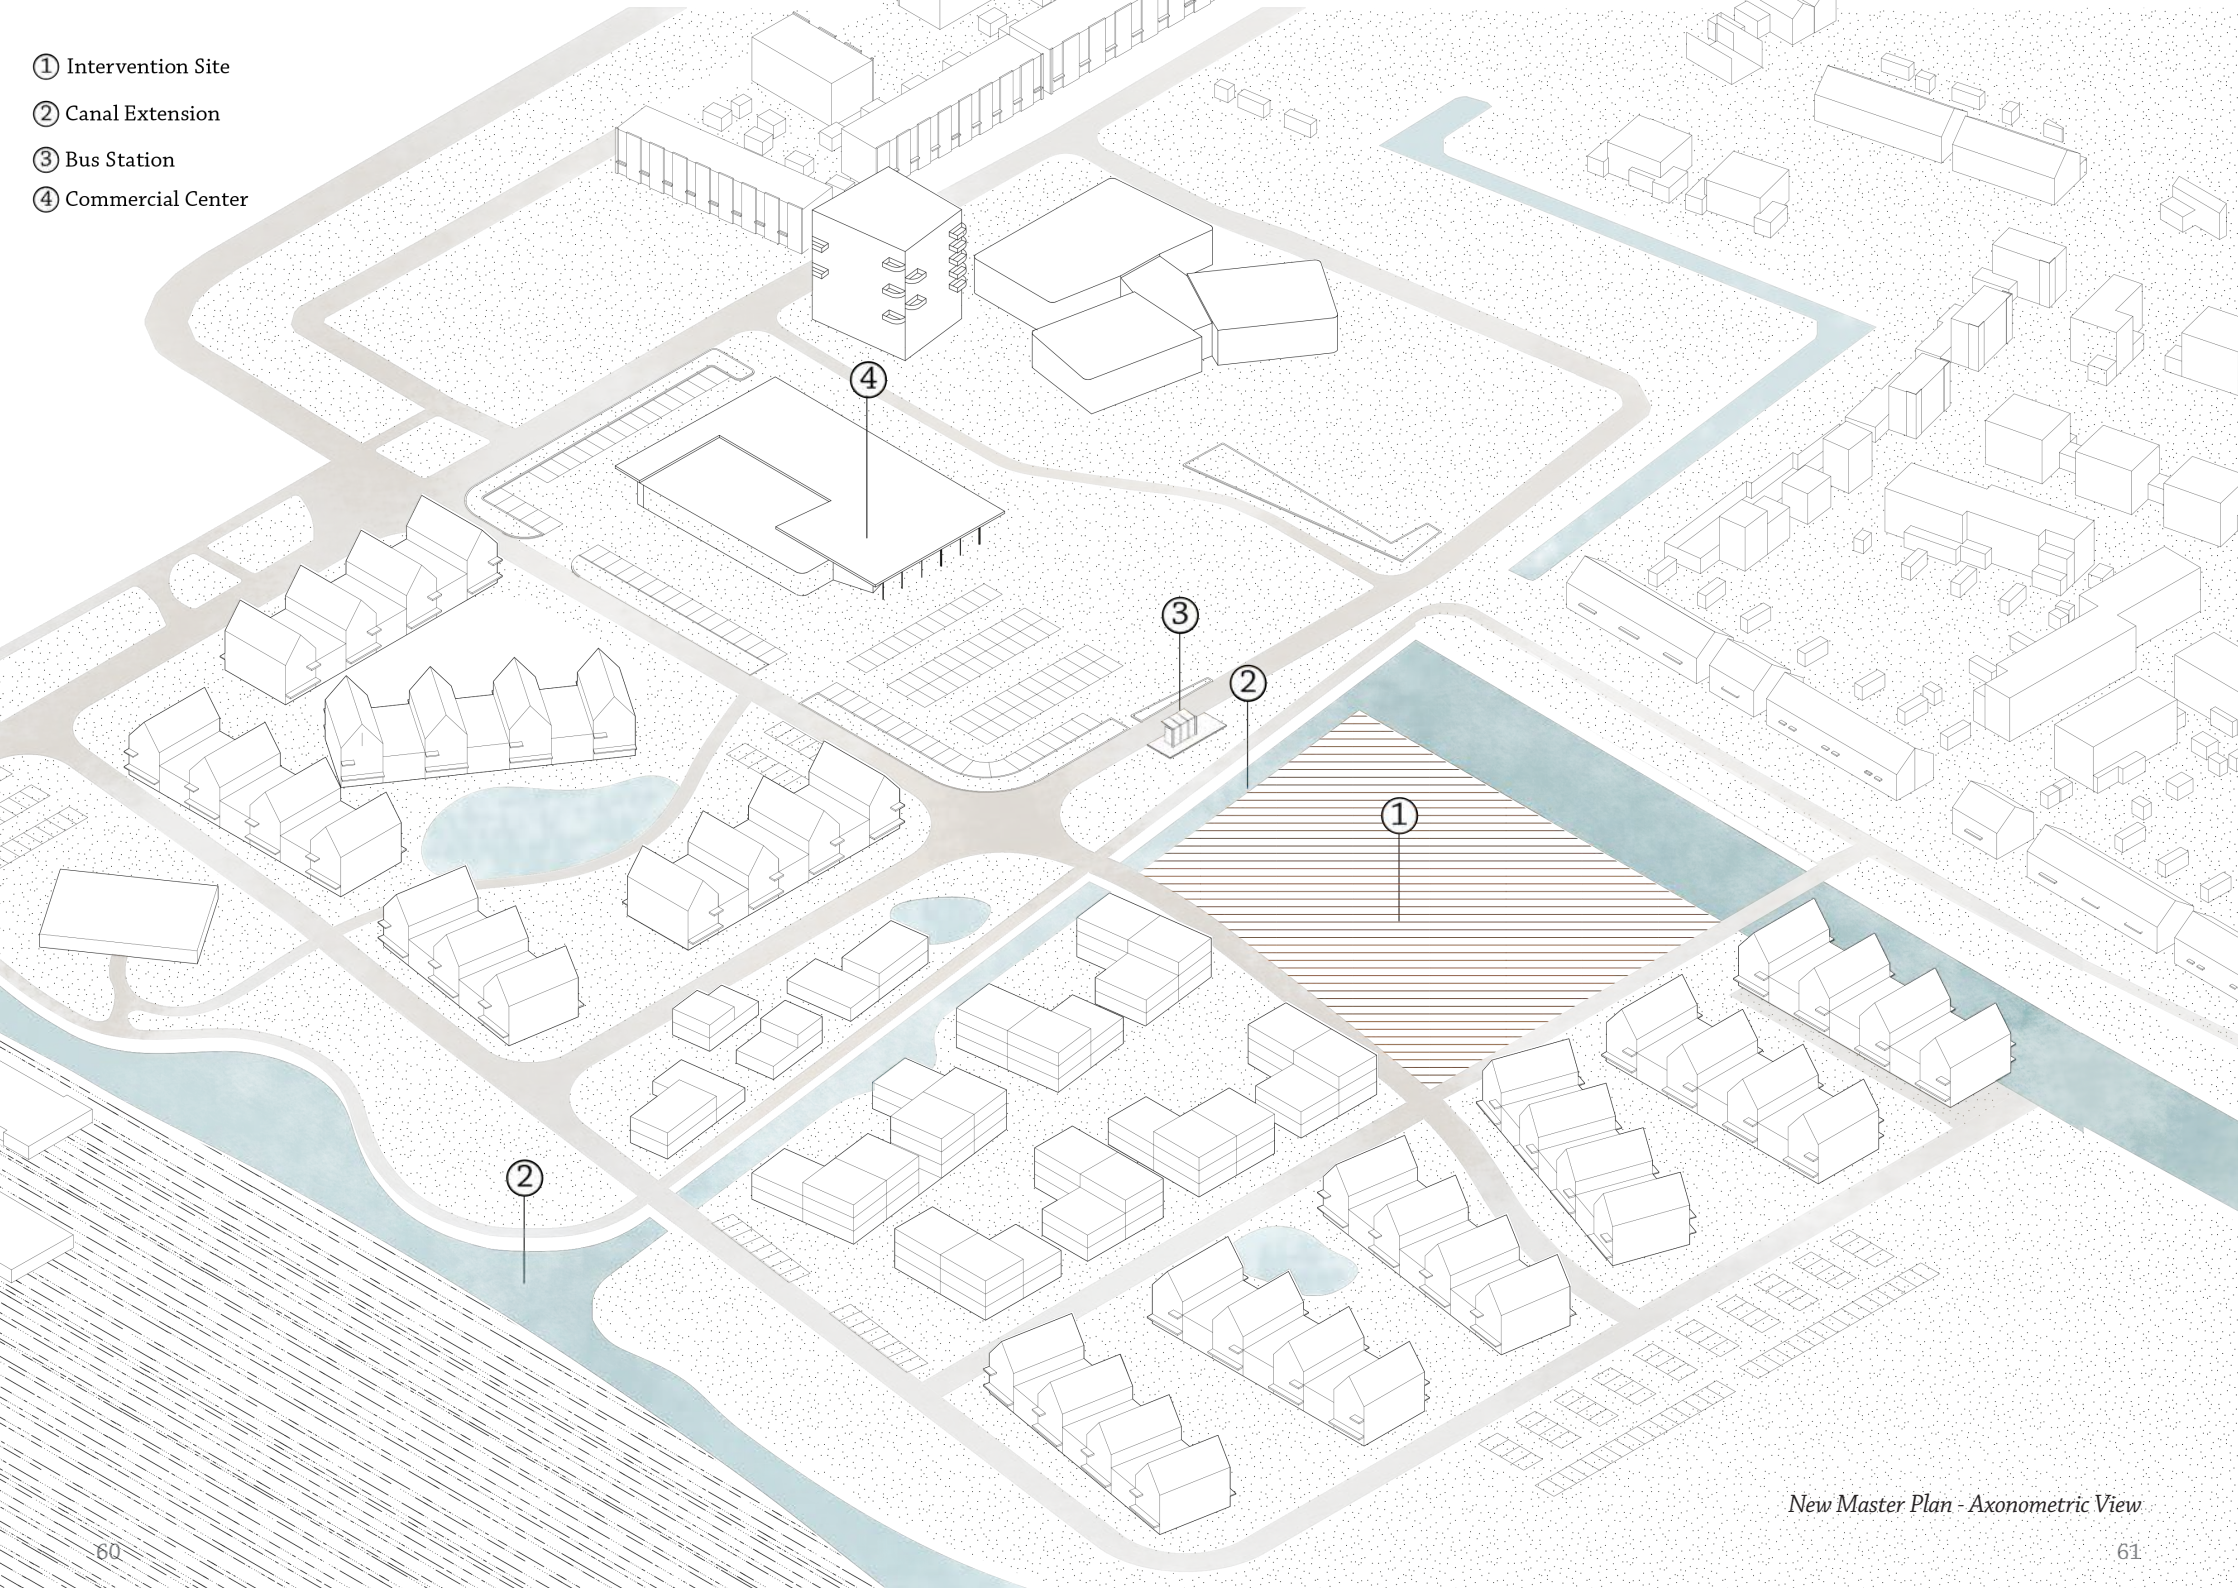 1 Intervention Site
2 Canal Extension
3 Bus Station
4 Commercial Center
4
3
2
1
2
New Master Plan - Axonometric View
60
61